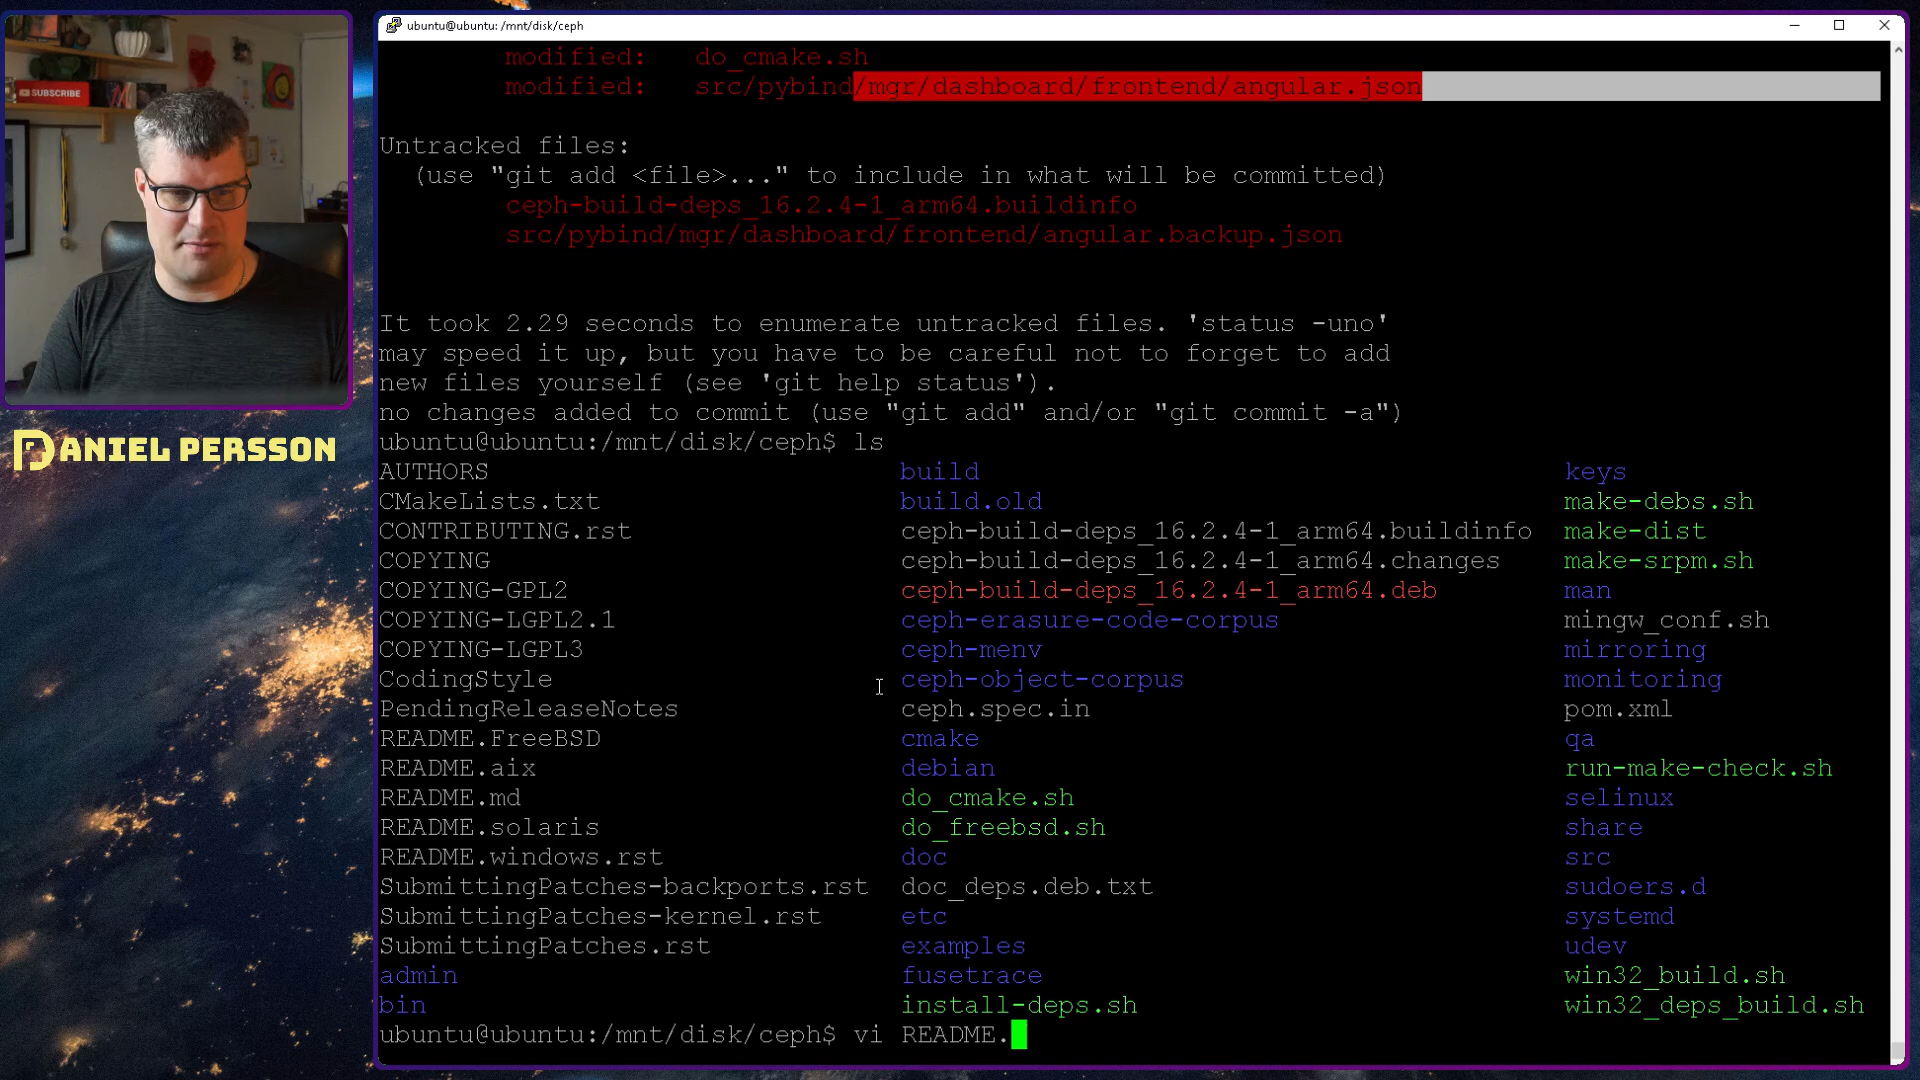 SUBSCRIBE
DANIEL PERSSON
ubuntu@ubuntu: /mnt/disk/ceph
modified: do_cmake.sh
modified: src/pybind/mgr/dashboard/frontend/angular.json
Untracked files:
(use "git add <file>..." to include in what will be committed)
ceph-build-deps_16.2.4-1_arm64.buildinfo
src/pybind/mgr/dashboard/frontend/angular.backup.json
It took 2.29 seconds to enumerate untracked files. 'status -uno'
may speed it up, but you have to be careful not to forget to add
new files yourself (see 'git help status').
no changes added to commit (use "git add" and/or "git commit -a")
ubuntu@ubuntu:/mnt/disk/ceph$ ls
AUTHORS build keys
CMakeLists.txt build.old make-debs.sh
CONTRIBUTING.rst ceph-build-deps_16.2.4-1_arm64.buildinfo make-dist
COPYING ceph-build-deps_16.2.4-1_arm64.changes make-srpm.sh
COPYING-GPL2 ceph-build-deps_16.2.4-1_arm64.deb man
COPYING-LGPL2.1 ceph-erasure-code-corpus mingw_conf.sh
COPYING-LGPL3 ceph-menv mirroring
CodingStyle ceph-object-corpus monitoring
PendingReleaseNotes ceph.spec.in pom.xml
README.FreeBSD cmake qa
README.aix debian run-make-check.sh
README.md do_cmake.sh selinux
README.solaris do_freebsd.sh share
README.windows.rst doc src
SubmittingPatches-backports.rst doc_deps.deb.txt sudoers.d
SubmittingPatches-kernel.rst etc systemd
SubmittingPatches.rst examples udev
admin fusetrace win32_build.sh
bin install-deps.sh win32_deps_build.sh
ubuntu@ubuntu:/mnt/disk/ceph$ vi README.